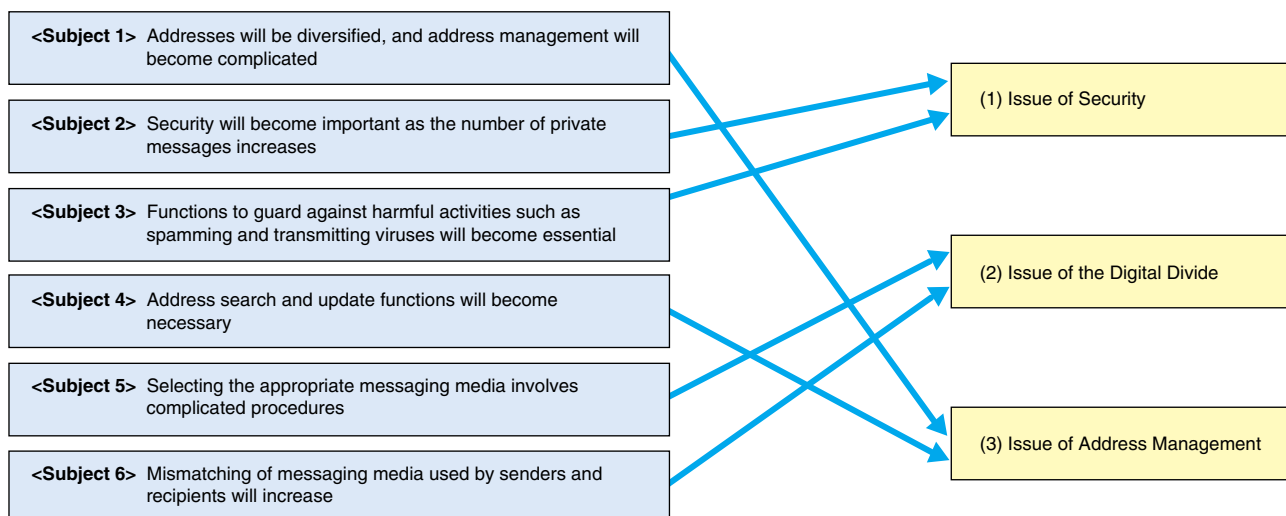 <Subject 1> Addresses will be diversified, and address management will
become complicated
<Subject 2> Security will become important as the number of private
messages increases
<Subject 3> Functions to guard against harmful activities such as
spamming and transmitting viruses will become essential
<Subject 4> Address search and update functions will become
necessary
<Subject 5> Selecting the appropriate messaging media involves
complicated procedures
<Subject 6> Mismatching of messaging media used by senders and
recipients will increase
(1) Issue of Security
(2) Issue of the Digital Divide
(3) Issue of Address Management